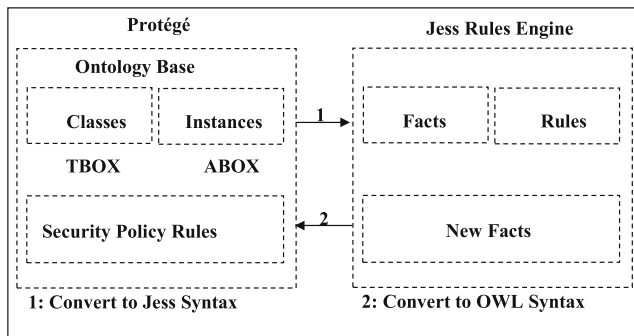 Protégé
Jess Rules Engine
Ontology Base
Classes
Instances
1
Facts
Rules
TBOX
ABOX
2
Security Policy Rules
New Facts
1: Convert to Jess Syntax
2: Convert to OWL Syntax